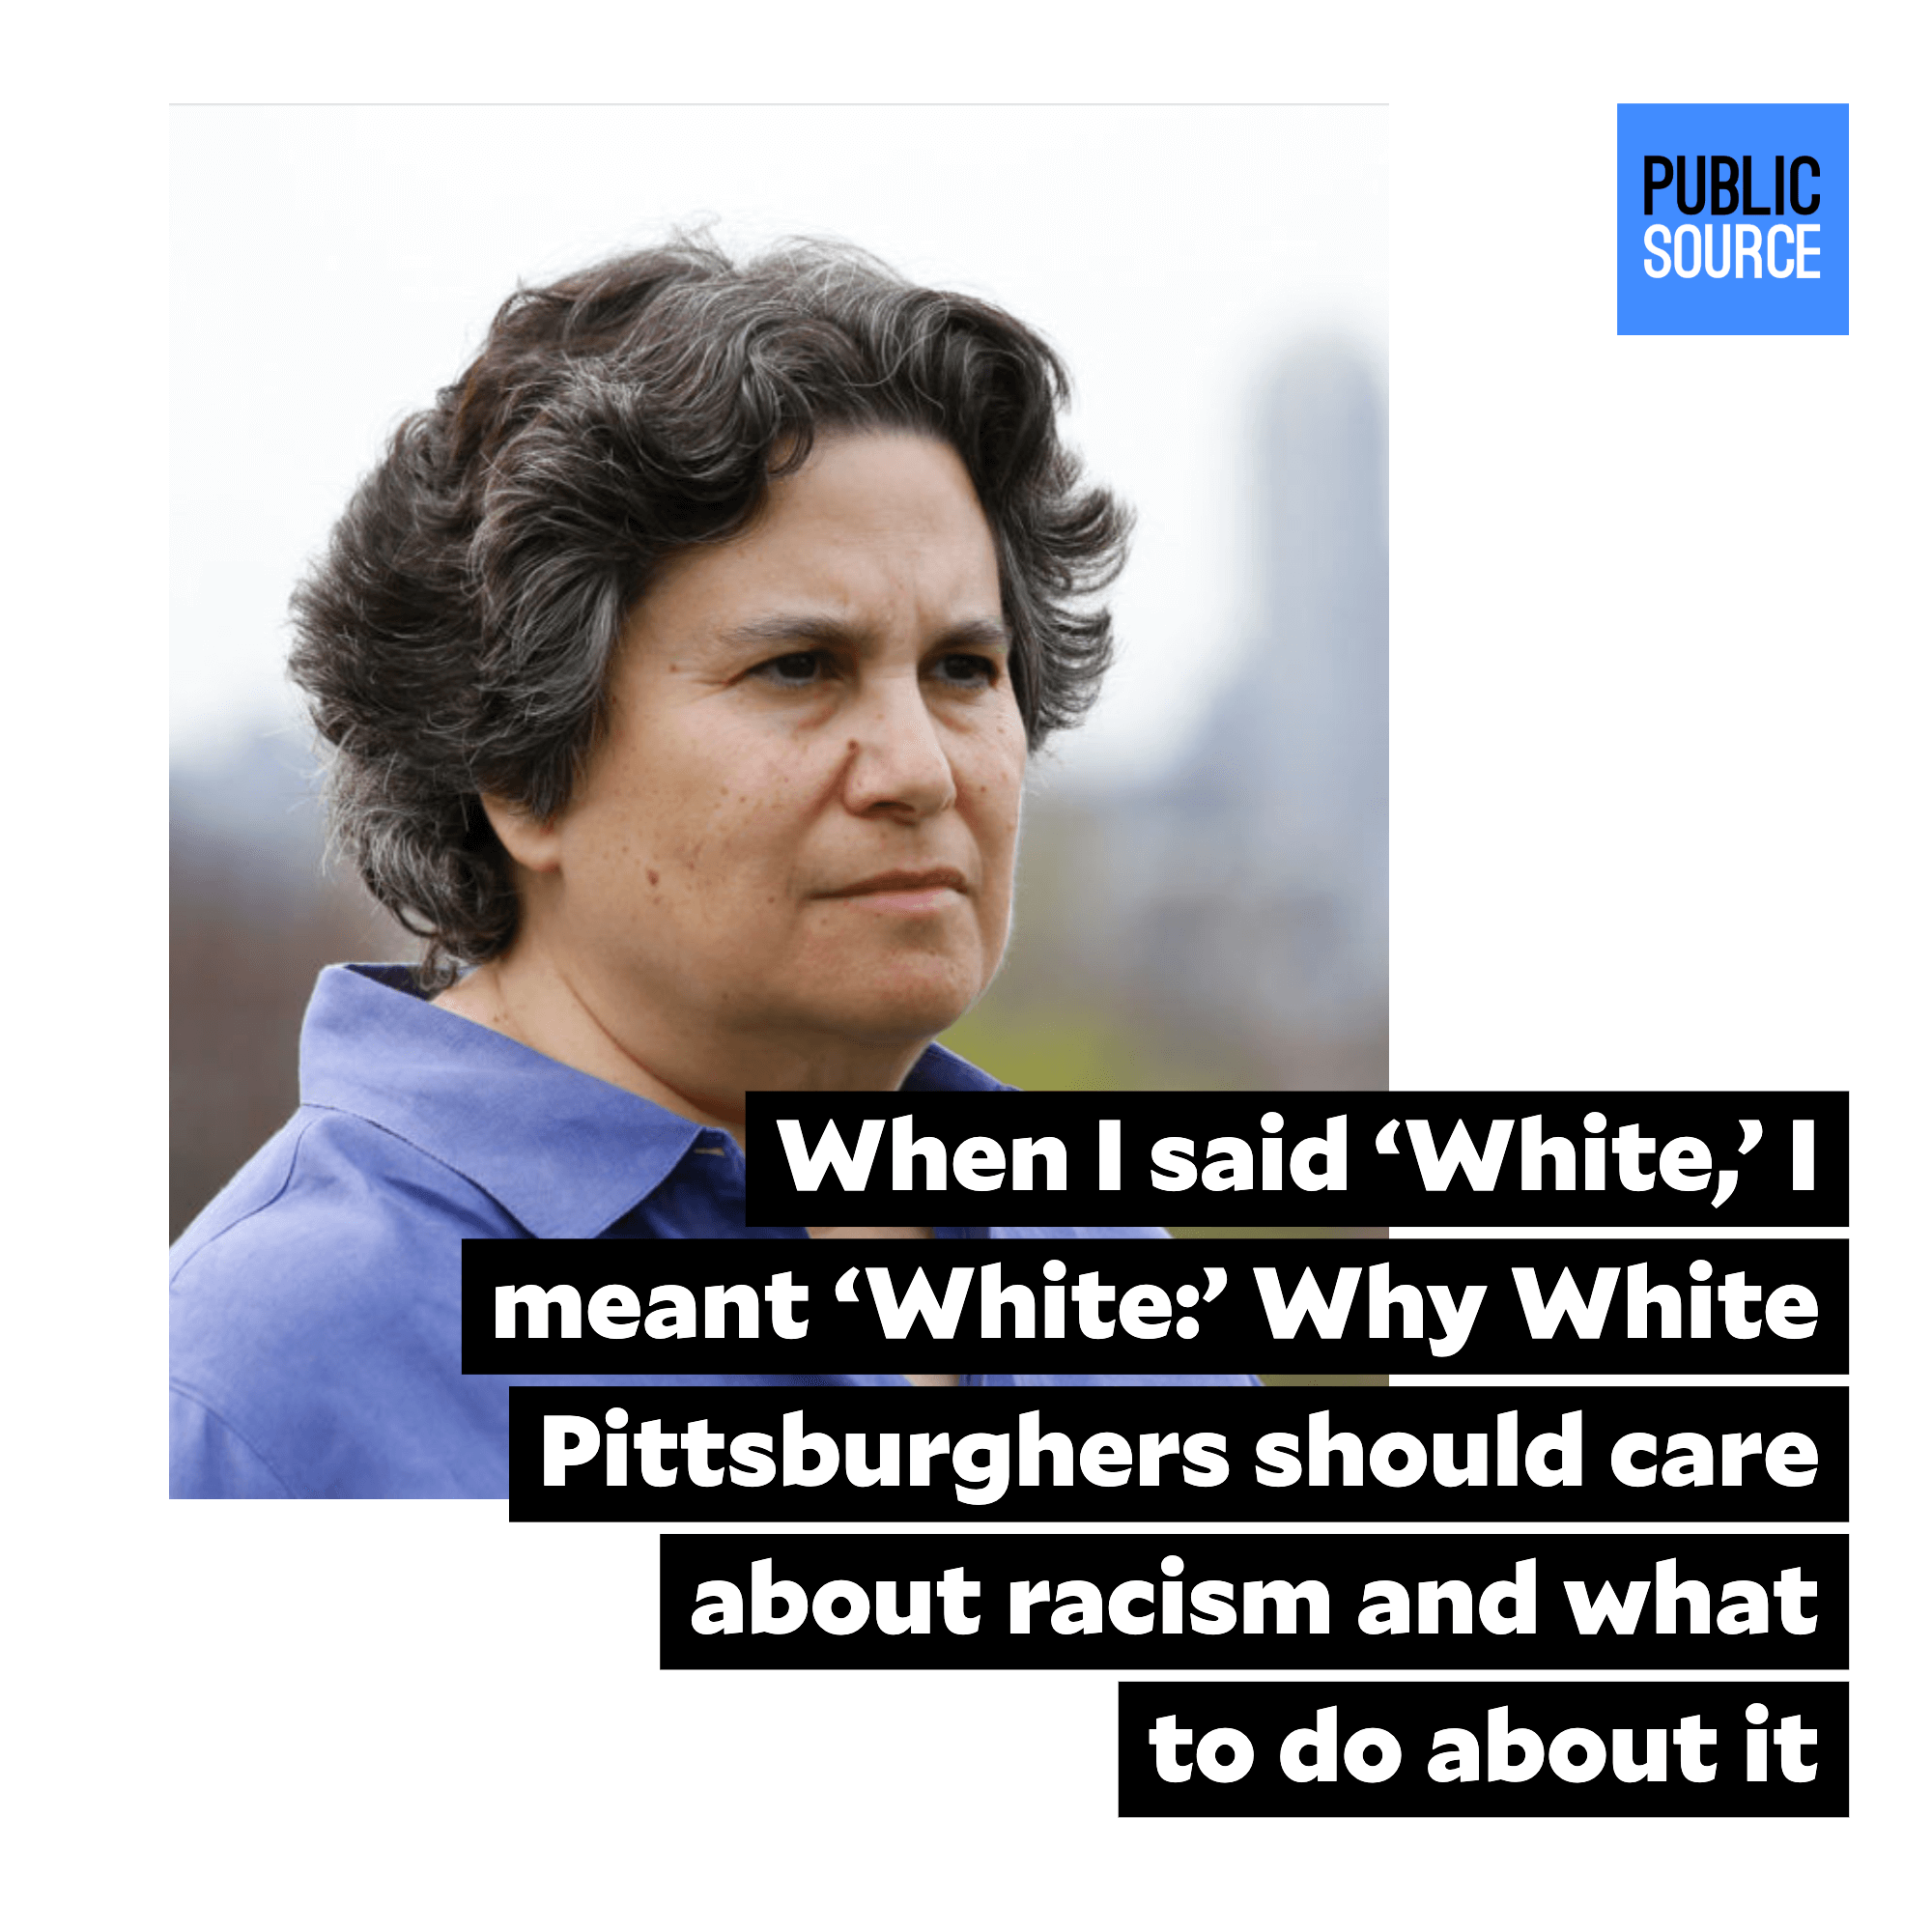 PUBLIC
SOURCE
When I said ‘White,’ I
meant ‘White:’ Why White
Pittsburghers should care
about racism and what
to do about it